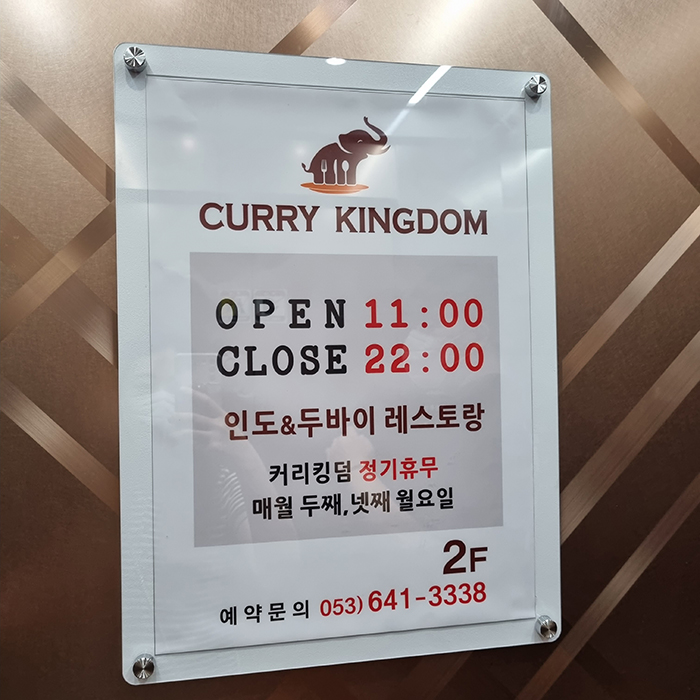 CURRY KINGDOM
OPEN 11:00
CLOSE 22:00
인도&두바이 레스토랑
커리킹덤 정기휴무
매월 두째,넷째 월요일
2F
예약문의 053) 641-3338